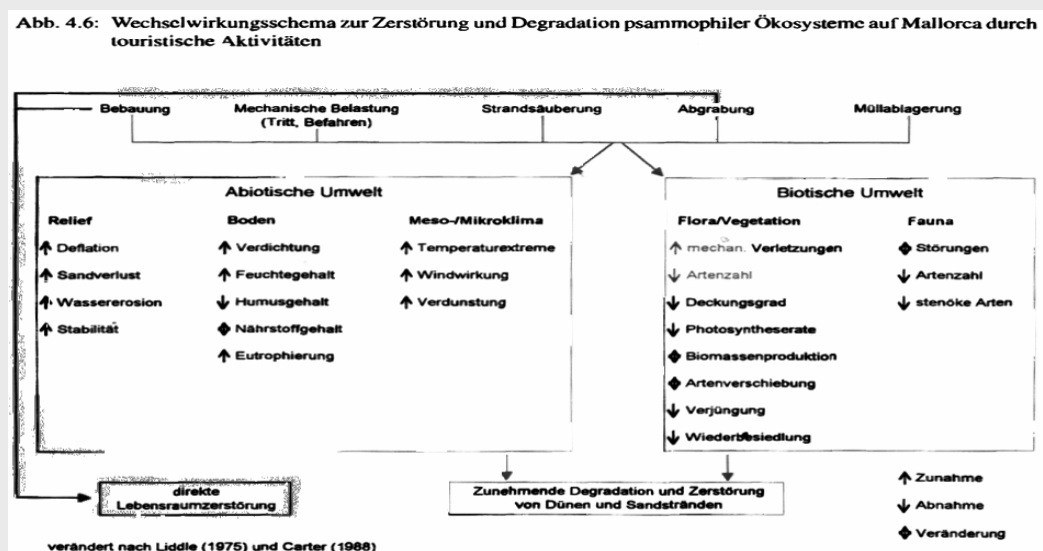 Abb. 4.6: Wechselwirkungsschema zur Zerstörung und Degradation psammophiler Ökosysteme auf Mallorca durch
touristische Aktivitäten
Bebauung
Mechanische Belastung
(Tritt, Befahren)
Strandsäuberung
Abgrabung
Müllablagerung
Abiotische Umwelt
Relief
↑ Deflation
↑ Sandverlust
↑ Wassererosion
↑ Stabilität
Boden
↑ Verdichtung
↑ Feuchtegehalt
↓ Humusgehalt
◆ Nährstoffgehalt
↑ Eutrophierung
Meso-/Mikroklima
↑ Temperaturextreme
↑ Windwirkung
↑ Verdunstung
Biotische Umwelt
Flora/Vegetation
↑ mechan. Verletzungen
↓ Artenzahl
↓ Deckungsgrad
↓ Photosyntheserate
◆ Biomassenproduktion
◆ Artenverschiebung
↓ Verjüngung
↓ Wiederbesiedlung
Fauna
◆ Störungen
↓ Artenzahl
↓ stenöke Arten
direkte
Lebensraumzerstörung
Zunehmende Degradation und Zerstörung
von Dünen und Sandstränden
↑ Zunahme
↓ Abnahme
◆ Veränderung
verändert nach Liddle (1975) und Carter (1988)